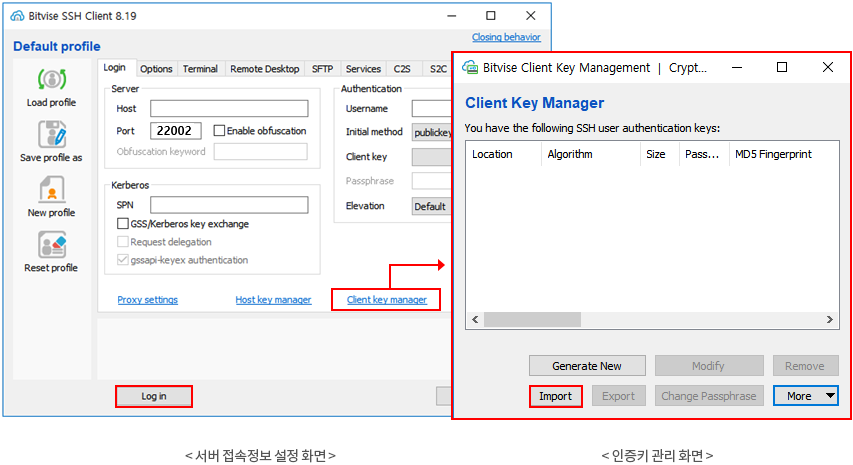 Bitvise SSH Client 8.19
Default profile
Closing behavior
Load profile
Save profile as
New profile
Reset profile
Login Options Terminal Remote Desktop SFTP Services C2S S2C
Server
Host
Port 22002 Enable obfuscation
Obfuscation keyword
Kerberos
SPN
GSS/Kerberos key exchange
Request delegation
gssapi-keyex authentication
Authentication
Username
Initial method publickey
Client key
Passphrase
Elevation Default
Proxy settings Host key manager Client key manager
Log in
Bitvise Client Key Management | Crypt...
Client Key Manager
You have the following SSH user authentication keys:
Location Algorithm Size Pass... MD5 Fingerprint
Generate New Modify Remove
Import Export Change Passphrase More
< 서버 접속정보 설정 화면 >
< 인증키 관리 화면 >